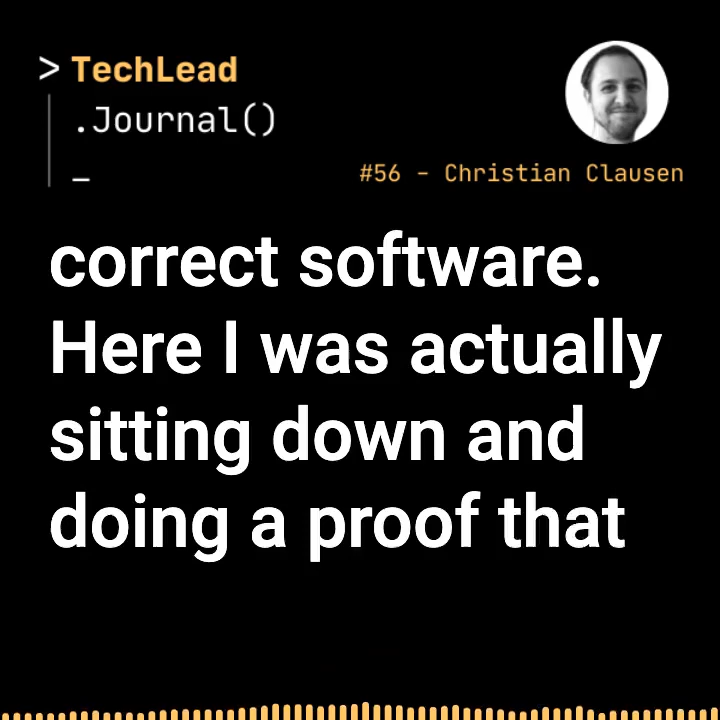 > TechLead
.Journal()
_
#56 - Christian Clausen
correct software.
Here I was actually
sitting down and
doing a proof that